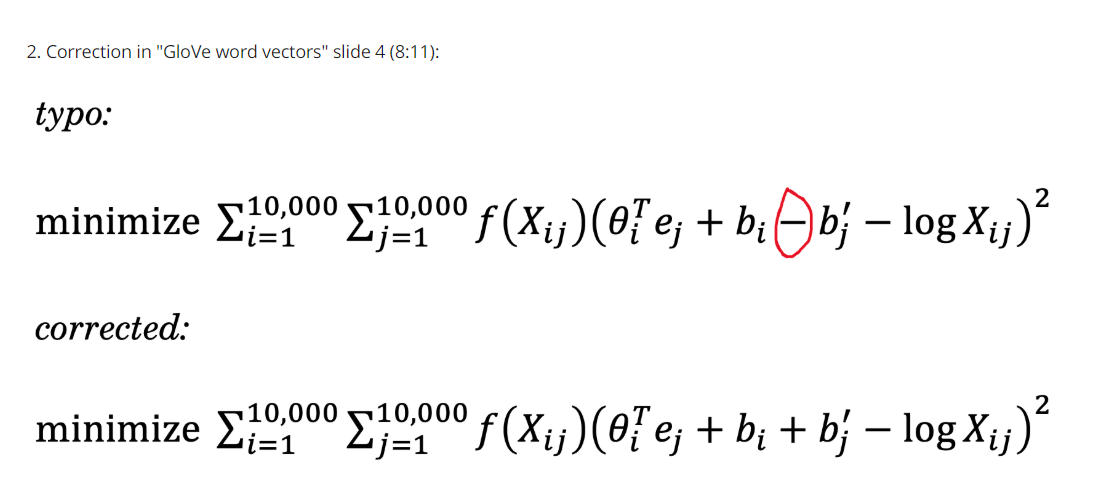 2. Correction in "GloVe word vectors" slide 4 (8:11):
typo:
minimize ∑_{i=1}^{10,000} ∑_{j=1}^{10,000} f(X_{ij})(θ_i^T e_j + b_i − b_j′ − log X_{ij})^2
corrected:
minimize ∑_{i=1}^{10,000} ∑_{j=1}^{10,000} f(X_{ij})(θ_i^T e_j + b_i + b_j′ − log X_{ij})^2